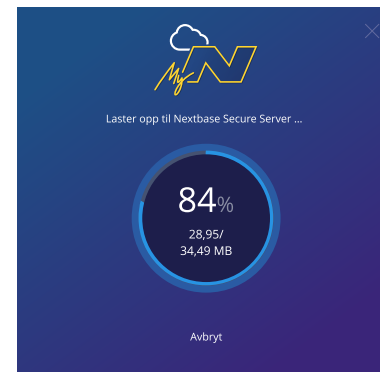 My N
Laster opp til Nextbase Secure Server ...
84%
28,95/
34,49 MB
Avbryt